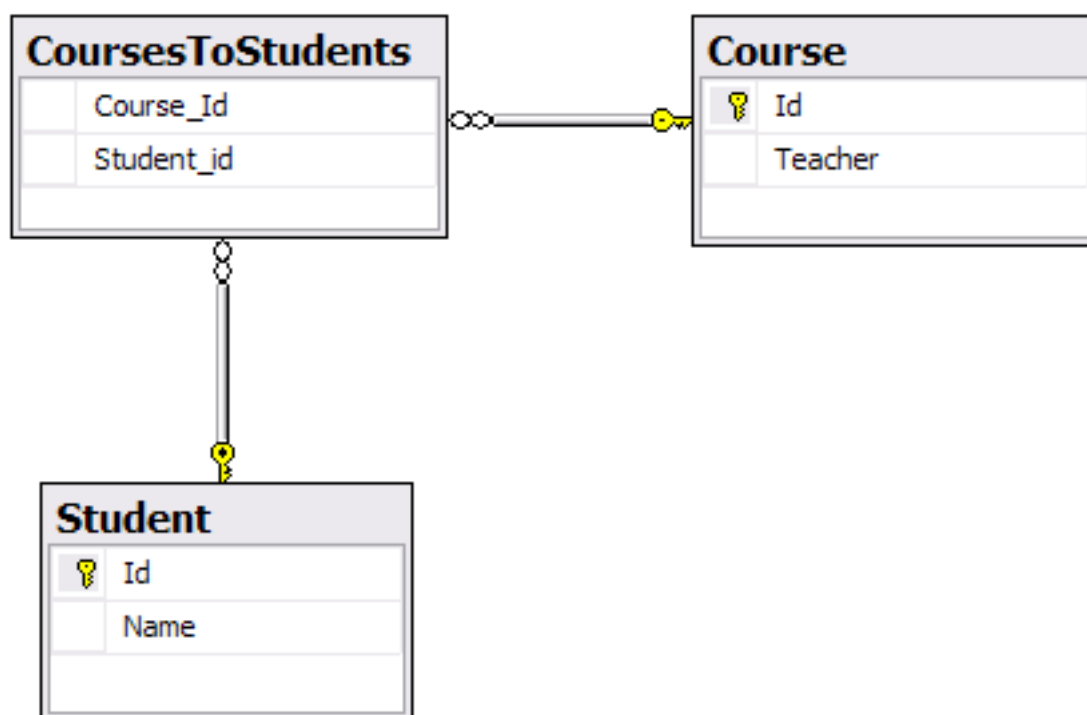 CoursesToStudents
Course_Id
Student_id
Course
Id
Teacher
Student
Id
Name